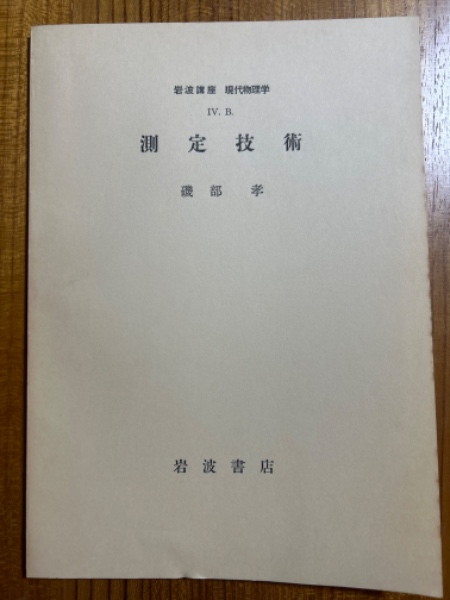 岩波講座 現代物理学
IV. B.
測定技術
磯部 孝
岩波書店